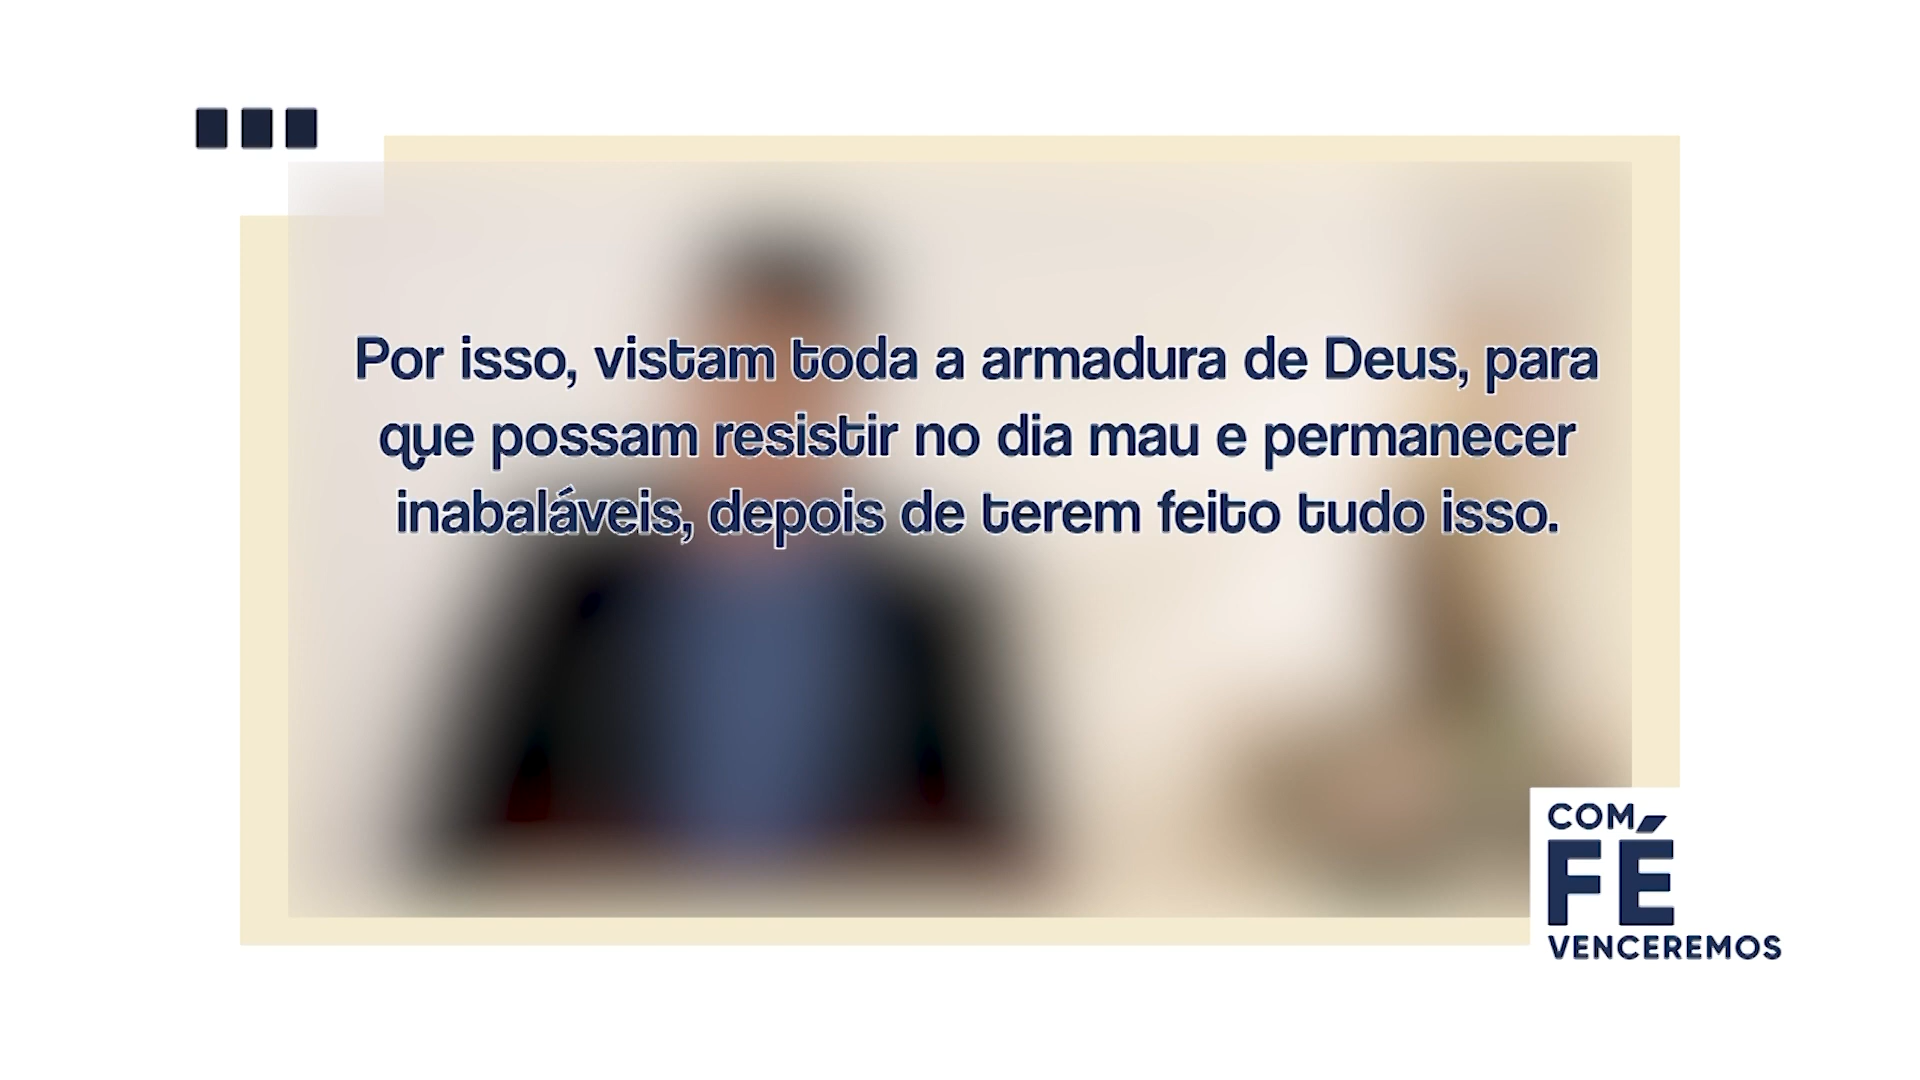 Por isso, vistam toda a armadura de Deus, para
que possam resistir no dia mau e permanecer
inabaláveis, depois de terem feito tudo isso.
COM
FÉ
VENCEREMOS